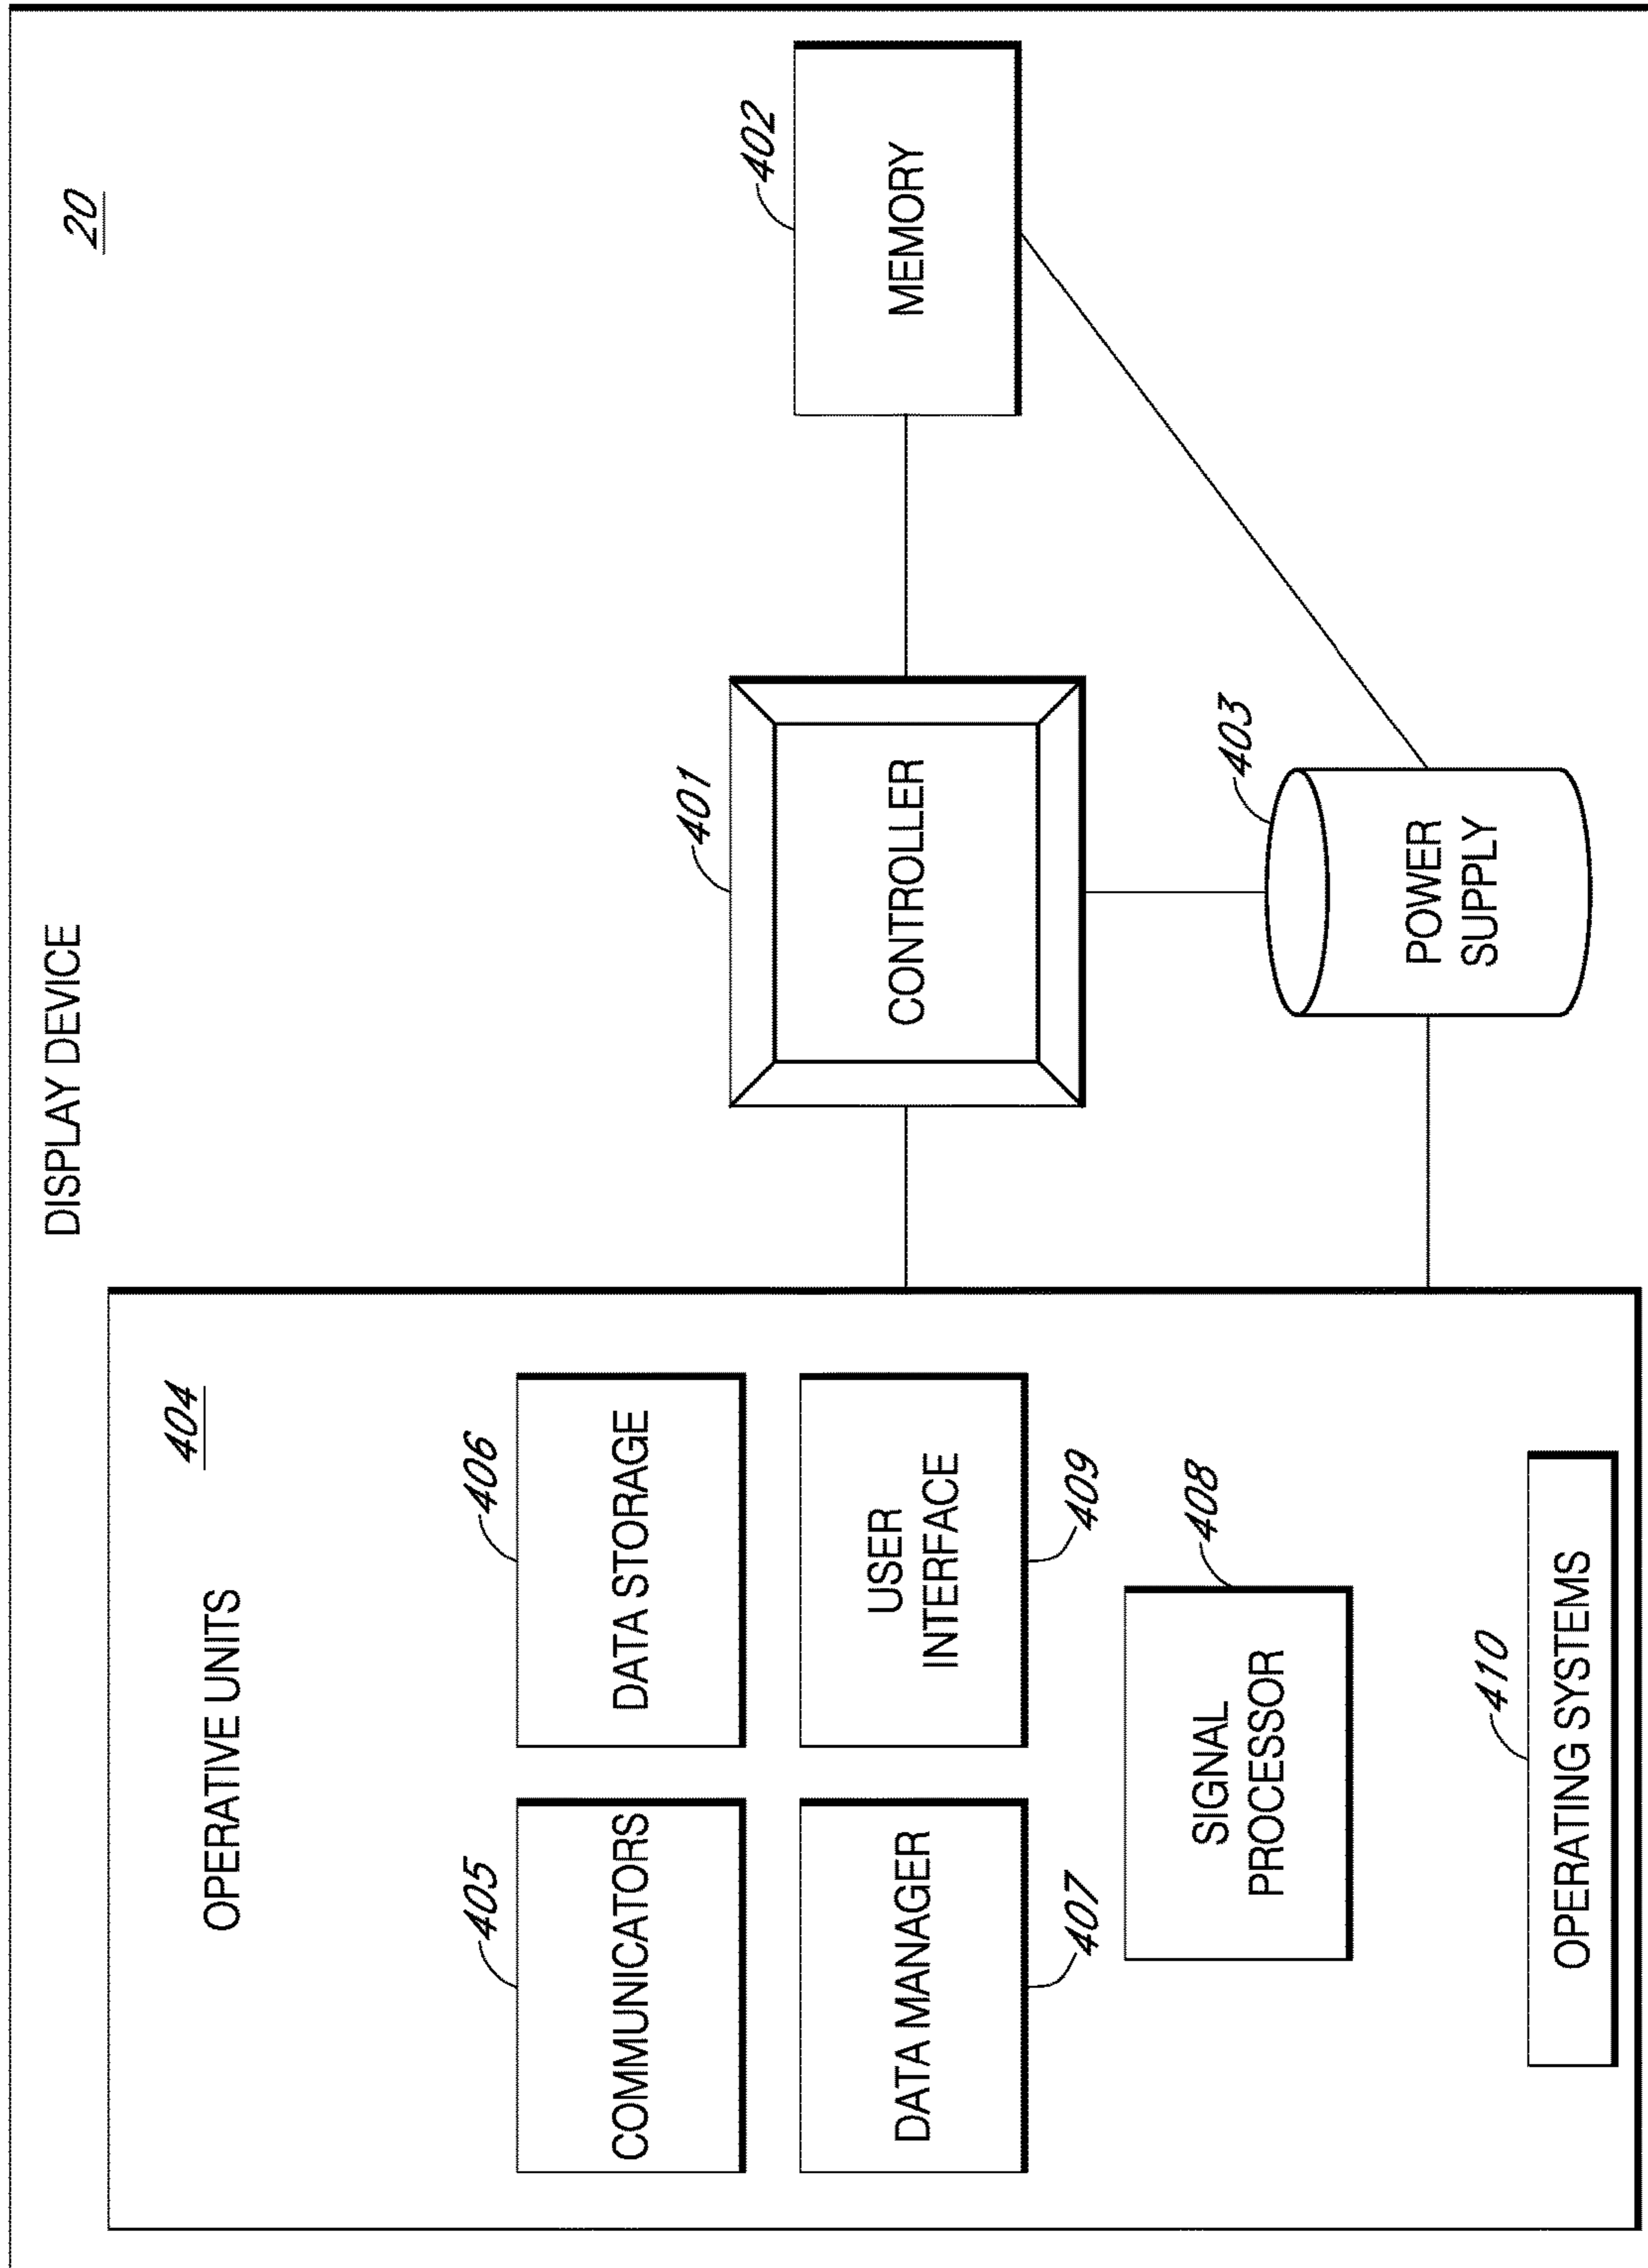 DISPLAY DEVICE
20
OPERATIVE UNITS
404
405
COMMUNICATORS
406
DATA STORAGE
DATA MANAGER
407
USER
INTERFACE
409
SIGNAL
PROCESSOR
408
410
OPERATING SYSTEMS
401
CONTROLLER
402
MEMORY
403
POWER
SUPPLY